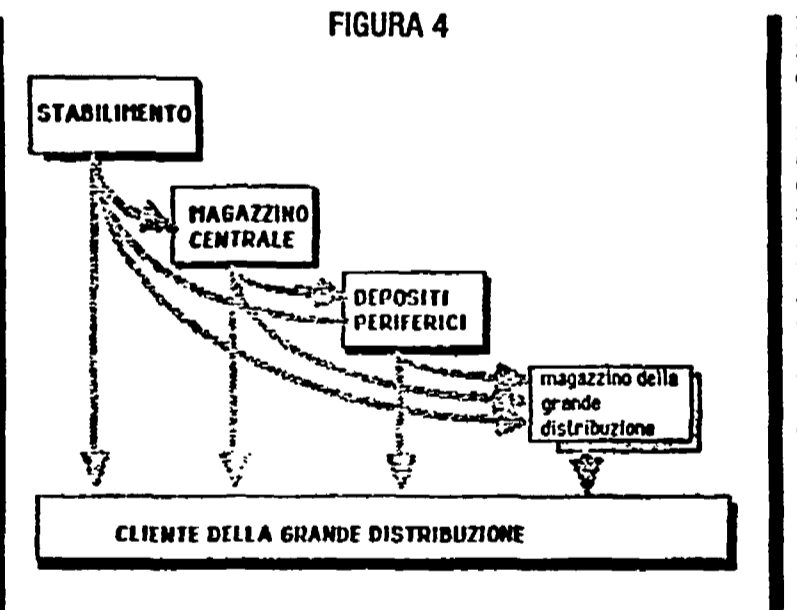 FIGURA 4
STABILIMENTO
MAGAZZINO
CENTRALE
DEPOSITI
PERIFERICI
magazzino della
grande
distribuzione
CLIENTE DELLA GRANDE DISTRIBUZIONE